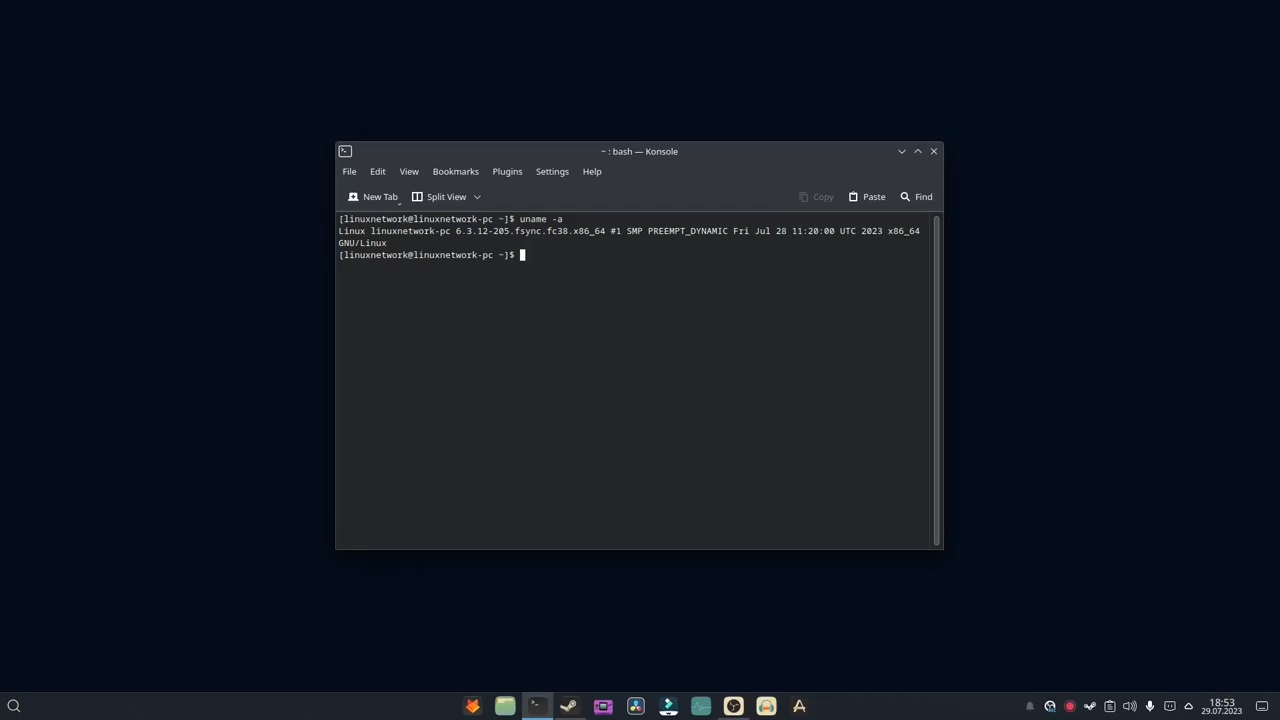 ~ : bash — Konsole
File Edit View Bookmarks Plugins Settings Help
New Tab Split View Copy Paste Find
[linuxnetwork@linuxnetwork-pc ~]$ uname -a
Linux linuxnetwork-pc 6.3.12-205.fsync.fc38.x86_64 #1 SMP PREEMPT_DYNAMIC Fri Jul 28 11:20:00 UTC 2023 x86_64
GNU/Linux
[linuxnetwork@linuxnetwork-pc ~]$
18:53
29.07.2023